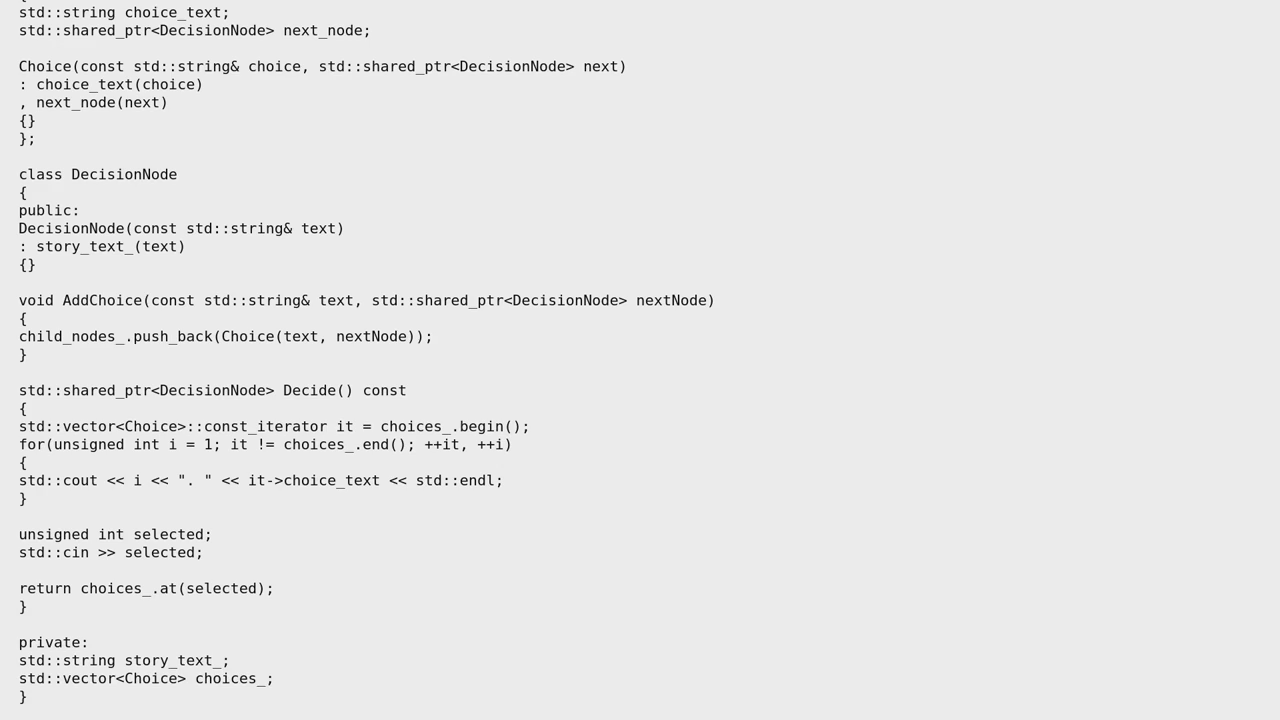 {
std::string choice_text;
std::shared_ptr<DecisionNode> next_node;

Choice(const std::string& choice, std::shared_ptr<DecisionNode> next)
: choice_text(choice)
, next_node(next)
{}
};

class DecisionNode
{
public:
DecisionNode(const std::string& text)
: story_text_(text)
{}

void AddChoice(const std::string& text, std::shared_ptr<DecisionNode> nextNode)
{
child_nodes_.push_back(Choice(text, nextNode));
}

std::shared_ptr<DecisionNode> Decide() const
{
std::vector<Choice>::const_iterator it = choices_.begin();
for(unsigned int i = 1; it != choices_.end(); ++it, ++i)
{
std::cout << i << ". " << it->choice_text << std::endl;
}

unsigned int selected;
std::cin >> selected;

return choices_.at(selected);
}

private:
std::string story_text_;
std::vector<Choice> choices_;
}